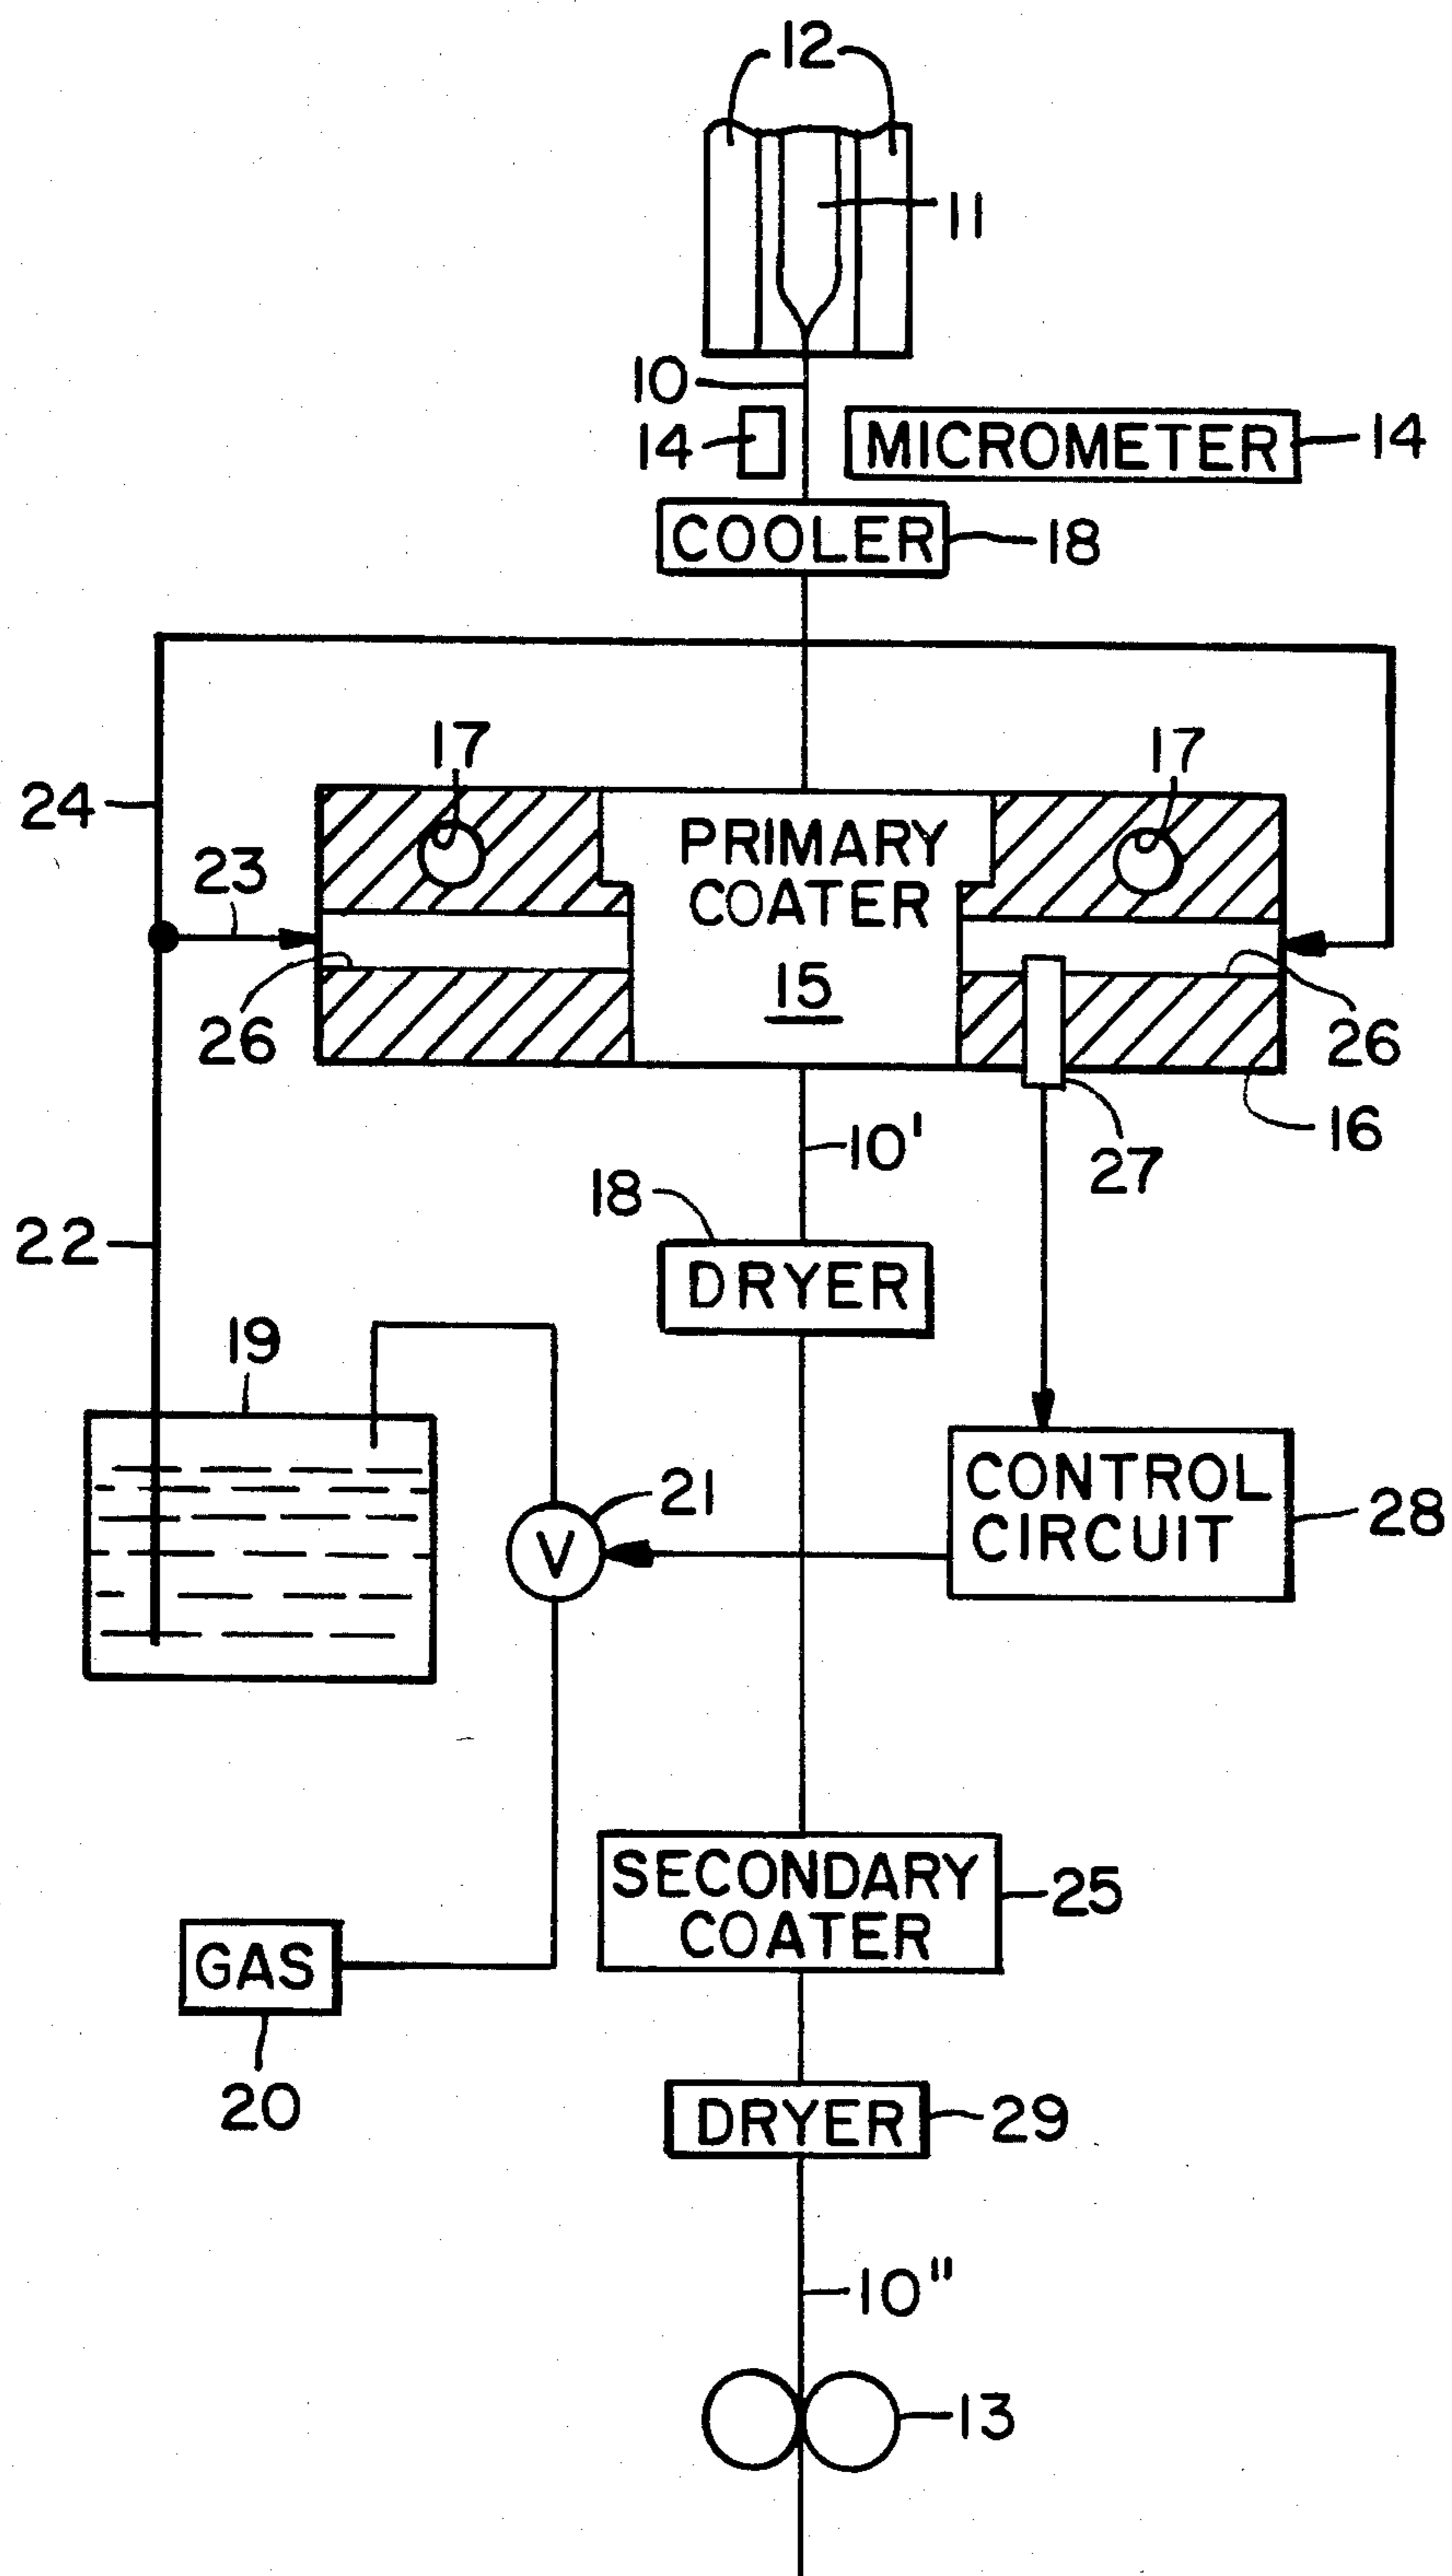 12
11
10
14
MICROMETER
14
COOLER
18
17
17
24
PRIMARY
COATER
23
15
26
26
16
10'
27
18
22
DRYER
19
CONTROL
CIRCUIT
21
28
V
SECONDARY
COATER
25
GAS
20
DRYER
29
10"
13